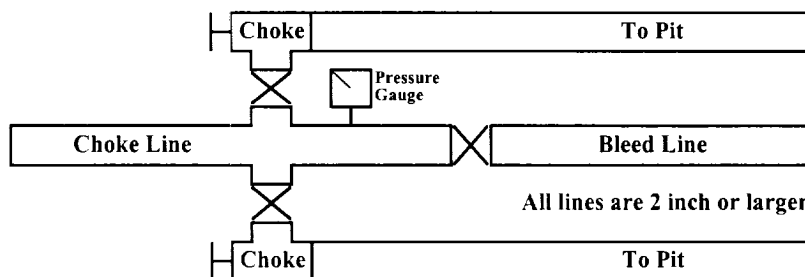 Choke
To Pit
Pressure
Gauge
Choke Line
Bleed Line
All lines are 2 inch or larger
Choke
To Pit